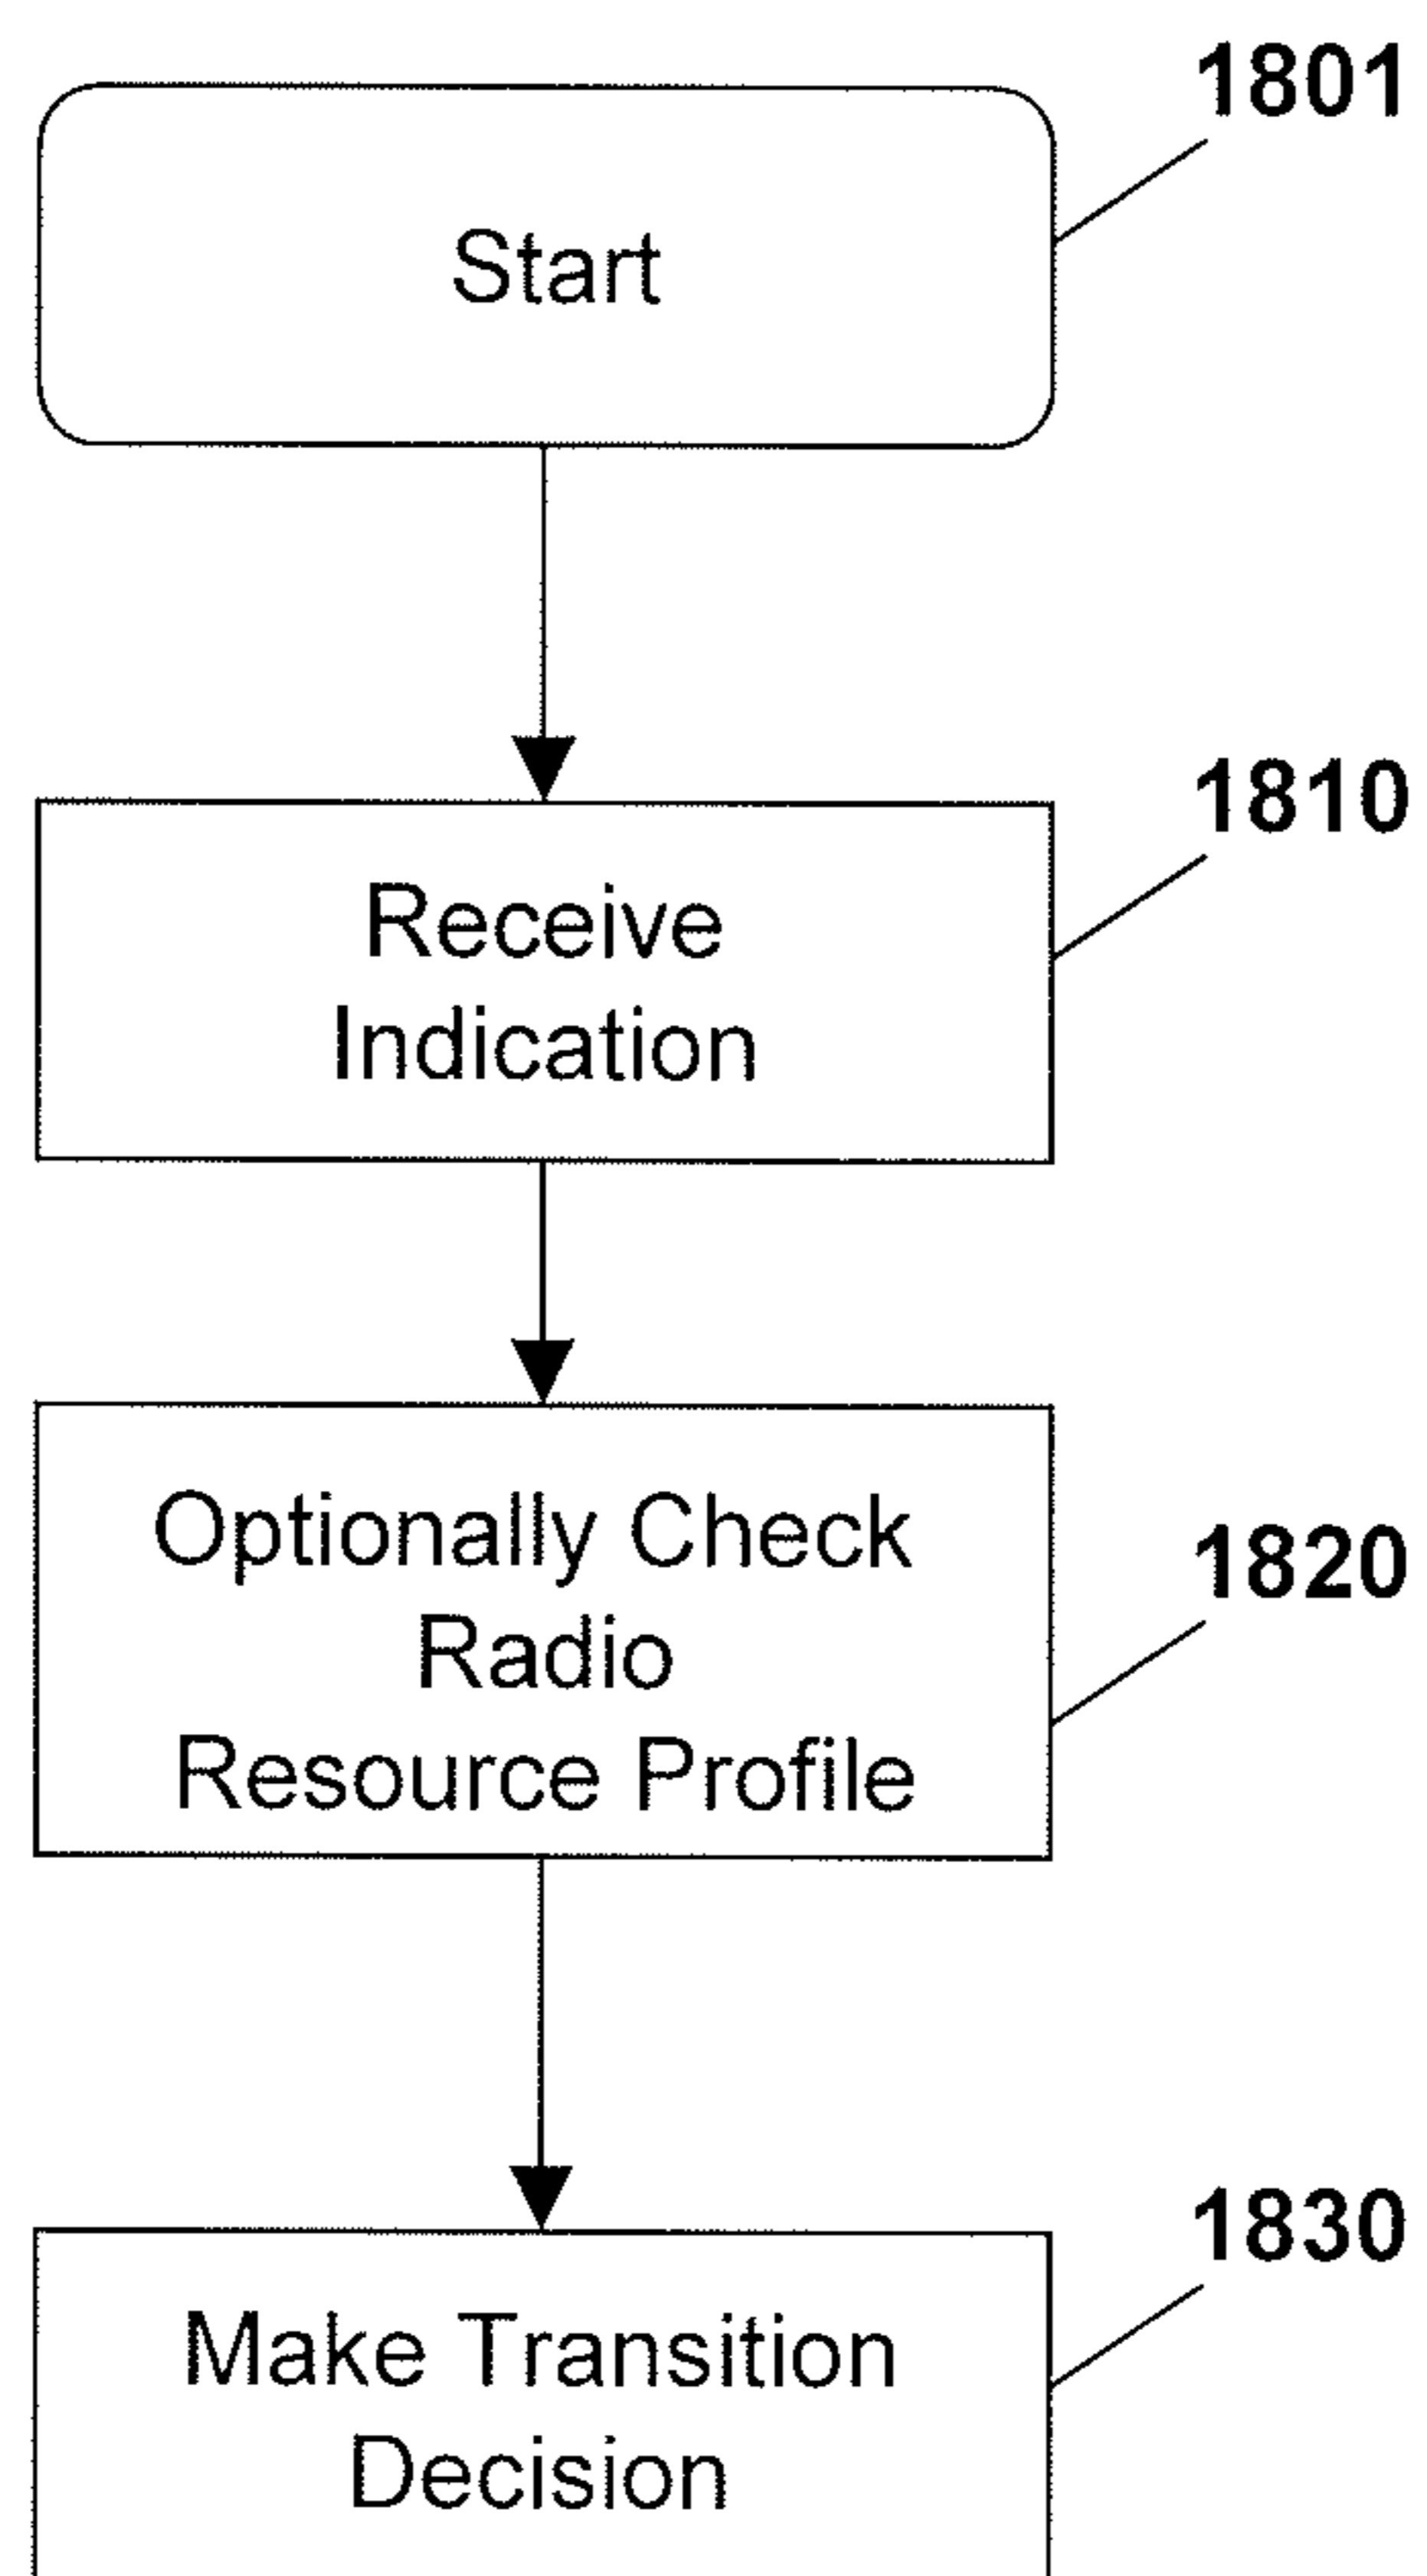 1801
Start
1810
Receive
Indication
Optionally Check
Radio
Resource Profile
1820
1830
Make Transition
Decision